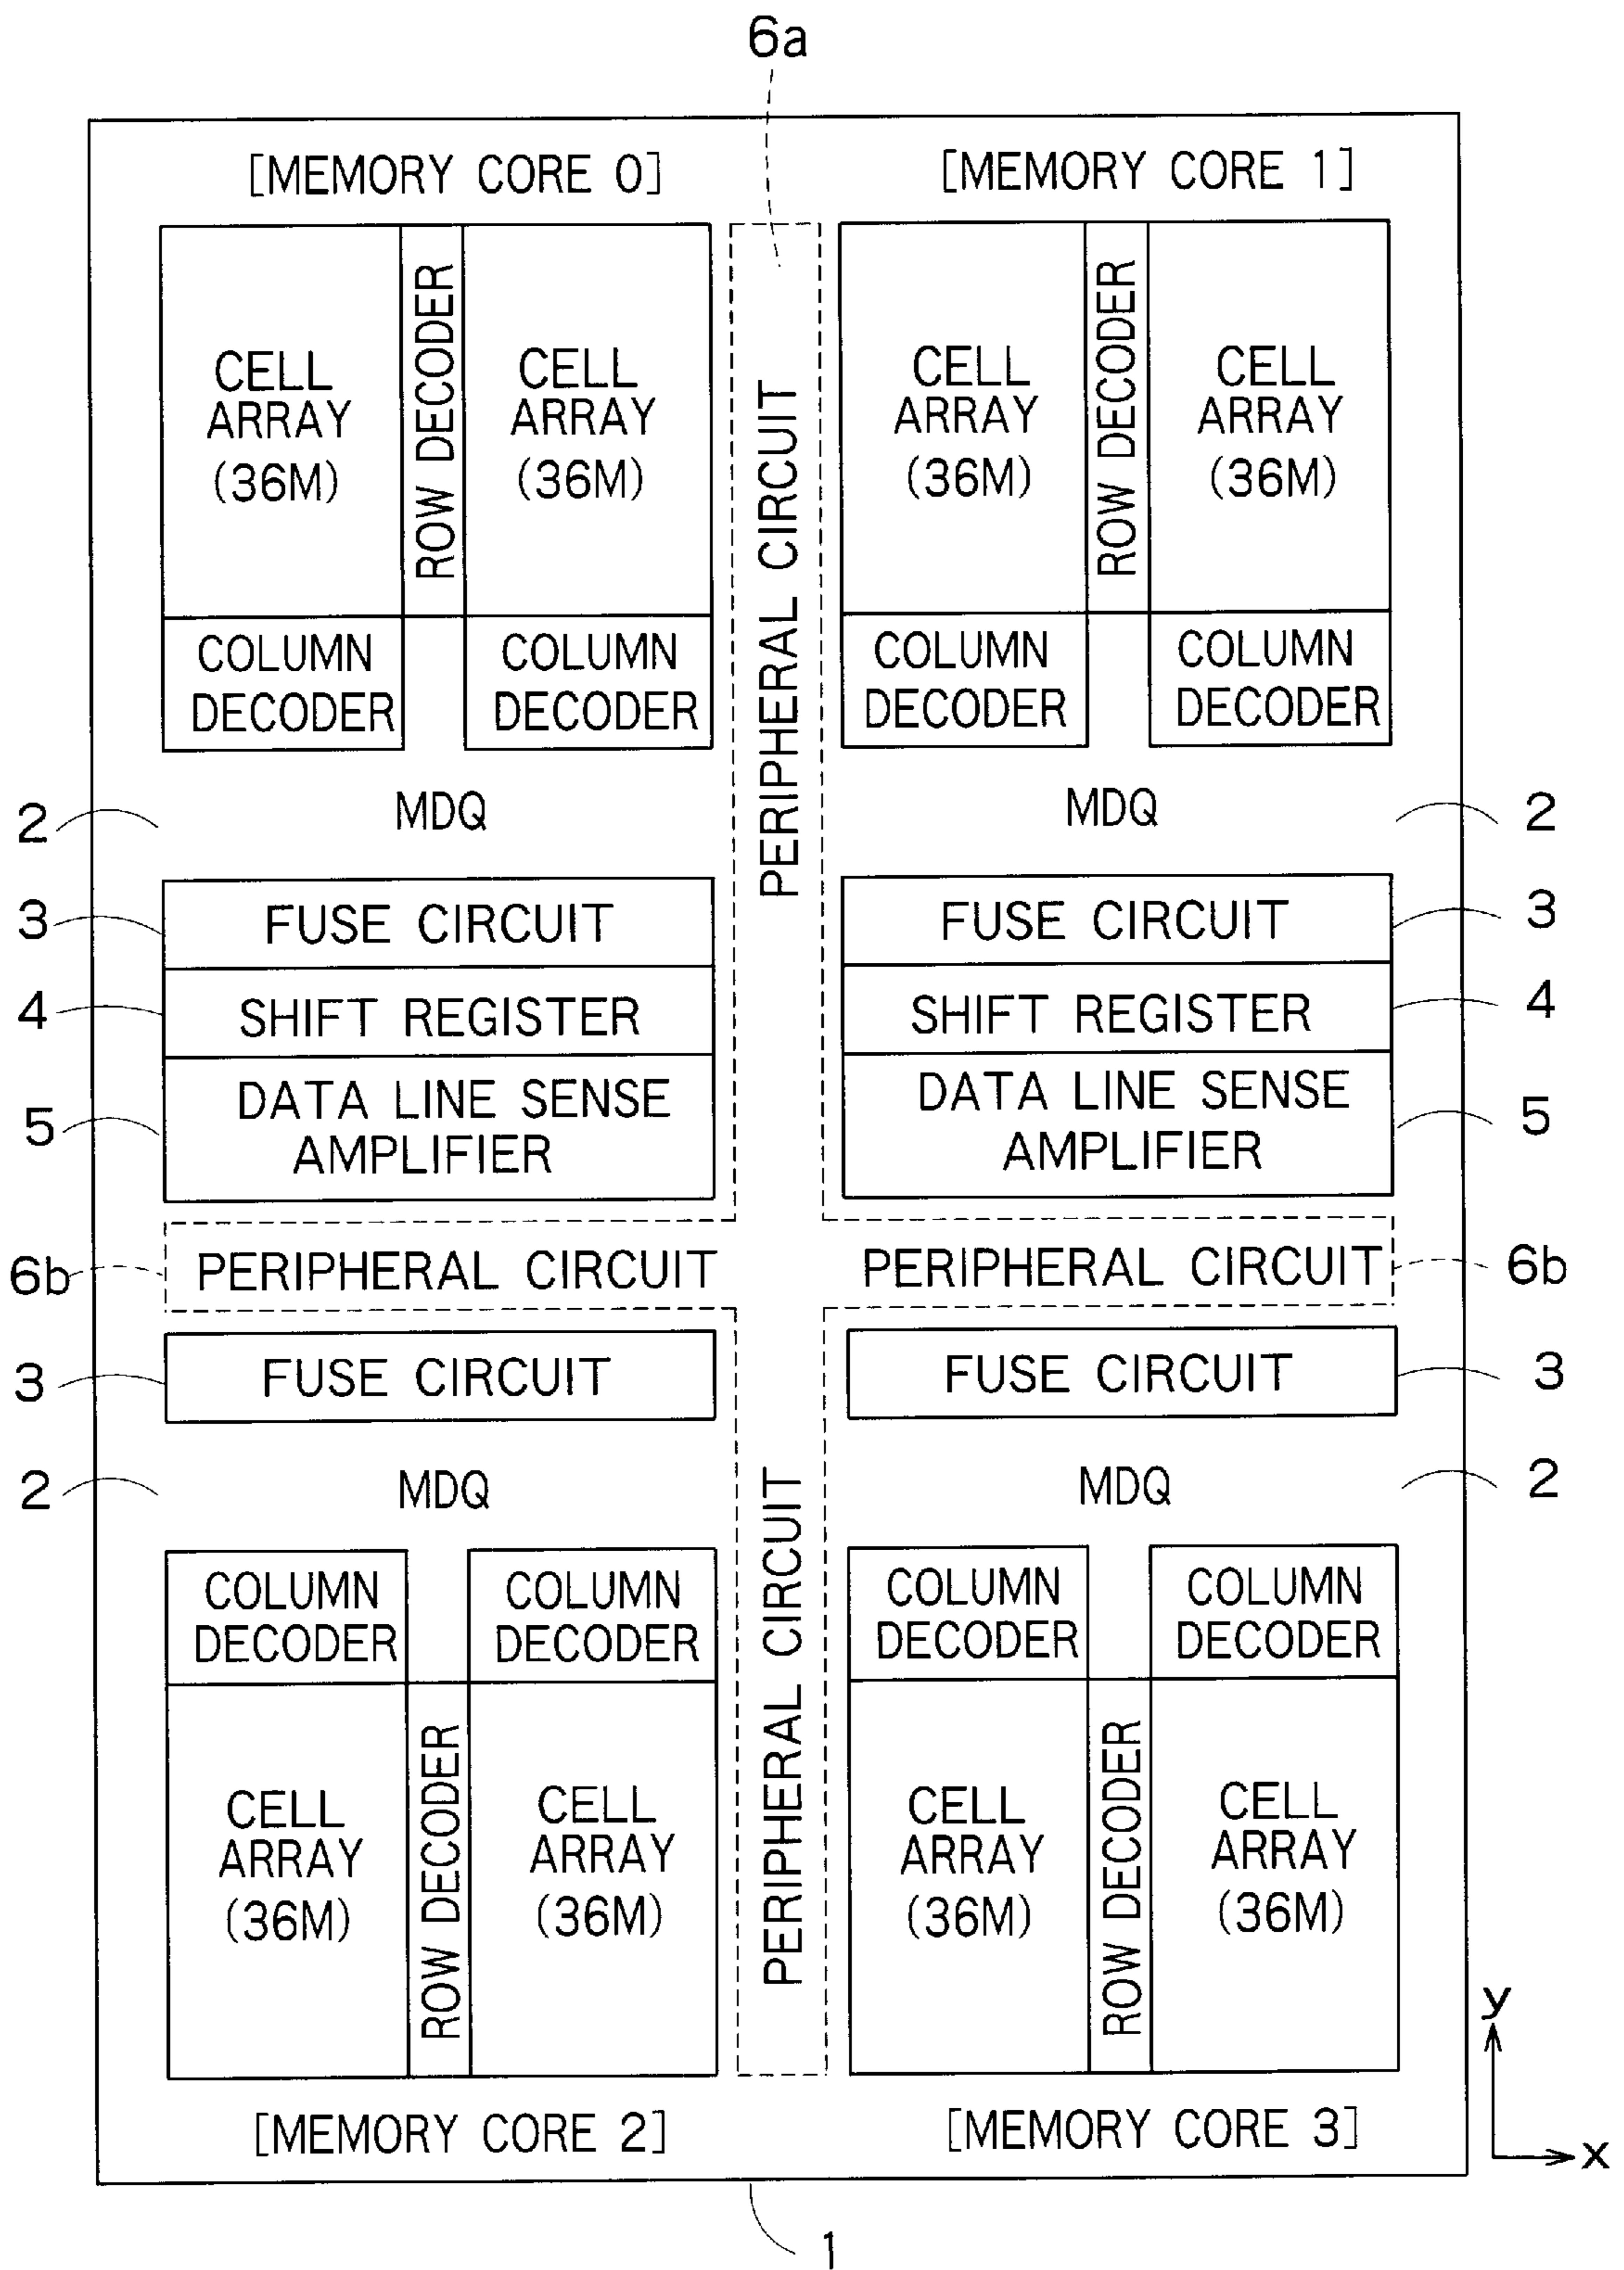 6a
[MEMORY CORE 0] [MEMORY CORE 1]
CELL ARRAY (36M)
ROW DECODER
CELL ARRAY (36M)
PERIPHERAL CIRCUIT
CELL ARRAY (36M)
ROW DECODER
CELL ARRAY (36M)
COLUMN DECODER
COLUMN DECODER
COLUMN DECODER
COLUMN DECODER
2 MDQ MDQ 2
3 FUSE CIRCUIT FUSE CIRCUIT 3
4 SHIFT REGISTER SHIFT REGISTER 4
5 DATA LINE SENSE AMPLIFIER DATA LINE SENSE AMPLIFIER 5
6b PERIPHERAL CIRCUIT PERIPHERAL CIRCUIT 6b
3 FUSE CIRCUIT FUSE CIRCUIT 3
2 MDQ MDQ 2
PERIPHERAL CIRCUIT
COLUMN DECODER
COLUMN DECODER
COLUMN DECODER
COLUMN DECODER
CELL ARRAY (36M)
ROW DECODER
CELL ARRAY (36M)
CELL ARRAY (36M)
ROW DECODER
CELL ARRAY (36M)
[MEMORY CORE 2] [MEMORY CORE 3]
y
x
1